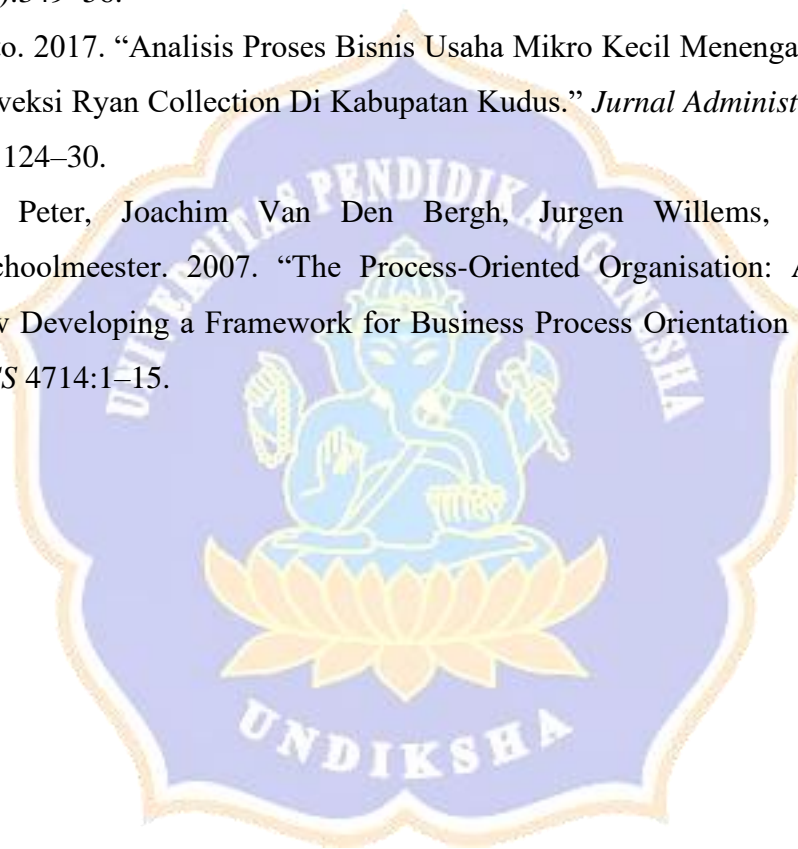 to. 2017. “Analisis Proses Bisnis Usaha Mikro Kecil Menenga
veksi Ryan Collection Di Kabupatan Kudus.” Jurnal Administ
124–30.
Peter, Joachim Van Den Bergh, Jurgen Willems,
choolmeester. 2007. “The Process-Oriented Organisation: A
v Developing a Framework for Business Process Orientation
S 4714:1–15.
UNIVERSITAS PENDIDIKAN GANESHA
UNDIKSHA